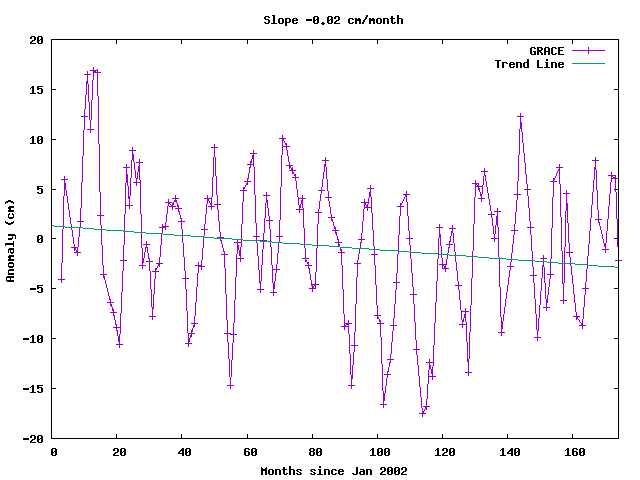 Slope -0.02 cm/month
GRACE
Trend Line
20
15
10
5
0
-5
-10
-15
-20
Anomaly (cm)
0 20 40 60 80 100 120 140 160
Months since Jan 2002